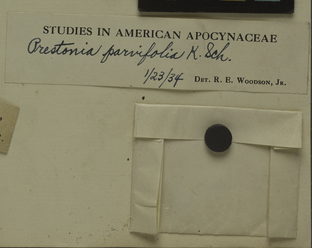 STUDIES IN AMERICAN APOCYNACEAE
Prestonia parvifolia K. Sch.
1/23/34 DET. R. E. WOODSON, JR.